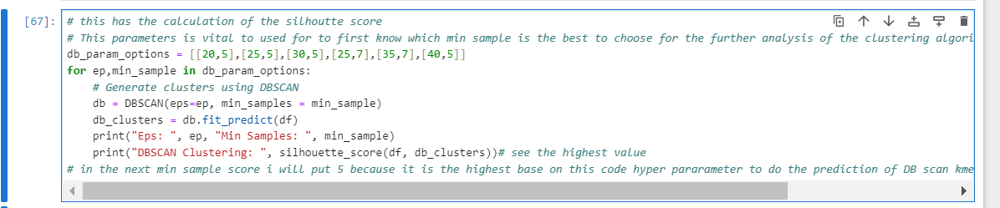 [67]:
# this has the calculation of the silhoutte score
# This parameters is vital to used for to first know which min sample is the best to choose for the further analysis of the clustering algori
db_param_options = [[20,5],[25,5],[30,5],[25,7],[35,7],[40,5]]
for ep,min_sample in db_param_options:
    # Generate clusters using DBSCAN
    db = DBSCAN(eps=ep, min_samples = min_sample)
    db_clusters = db.fit_predict(df)
    print("Eps: ", ep, "Min Samples: ", min_sample)
    print("DBSCAN Clustering: ", silhouette_score(df, db_clusters))# see the highest value
# in the next min sample score i will put 5 because it is the highest base on this code hyper pararameter to do the prediction of DB scan kme